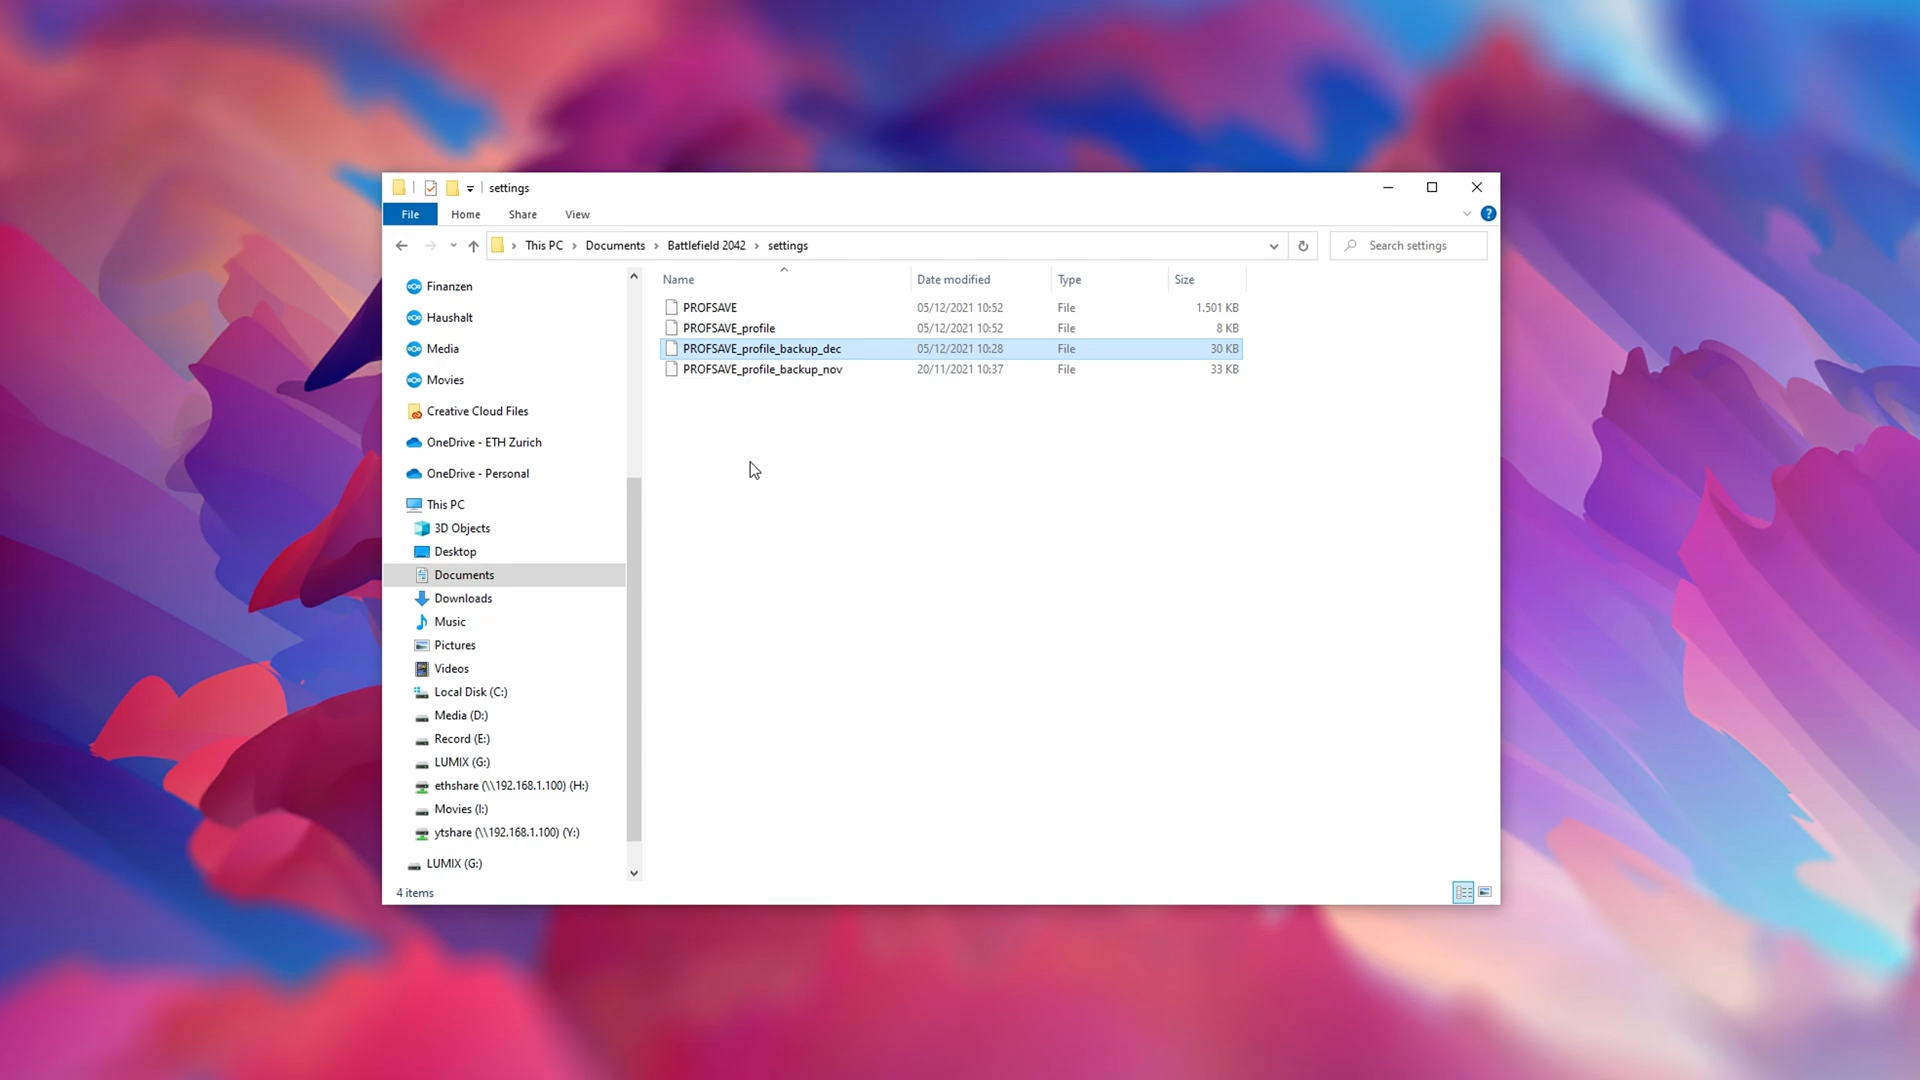 settings
File Home Share View
This PC Documents Battlefield 2042 settings Search settings
Name Date modified Type Size
PROFSAVE 05/12/2021 10:52 File 1.501 KB
PROFSAVE_profile 05/12/2021 10:52 File 8 KB
PROFSAVE_profile_backup_dec 05/12/2021 10:28 File 30 KB
PROFSAVE_profile_backup_nov 20/11/2021 10:37 File 33 KB
Finanzen
Haushalt
Media
Movies
Creative Cloud Files
OneDrive - ETH Zurich
OneDrive - Personal
This PC
3D Objects
Desktop
Documents
Downloads
Music
Pictures
Videos
Local Disk (C:)
Media (D:)
Record (E:)
LUMIX (G:)
ethshare (\\192.168.1.100) (H:)
Movies (I:)
ytshare (\\192.168.1.100) (Y:)
LUMIX (G:)
4 items